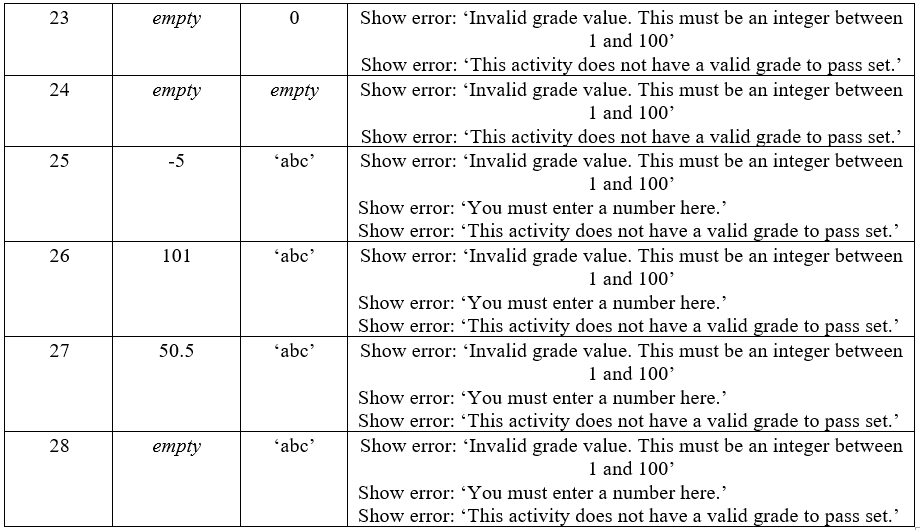 23 empty 0 Show error: ‘Invalid grade value. This must be an integer between
1 and 100’
Show error: ‘This activity does not have a valid grade to pass set.’
24 empty empty Show error: ‘Invalid grade value. This must be an integer between
1 and 100’
Show error: ‘This activity does not have a valid grade to pass set.’
25 -5 ‘abc’ Show error: ‘Invalid grade value. This must be an integer between
1 and 100’
Show error: ‘You must enter a number here.’
Show error: ‘This activity does not have a valid grade to pass set.’
26 101 ‘abc’ Show error: ‘Invalid grade value. This must be an integer between
1 and 100’
Show error: ‘You must enter a number here.’
Show error: ‘This activity does not have a valid grade to pass set.’
27 50.5 ‘abc’ Show error: ‘Invalid grade value. This must be an integer between
1 and 100’
Show error: ‘You must enter a number here.’
Show error: ‘This activity does not have a valid grade to pass set.’
28 empty ‘abc’ Show error: ‘Invalid grade value. This must be an integer between
1 and 100’
Show error: ‘You must enter a number here.’
Show error: ‘This activity does not have a valid grade to pass set.’